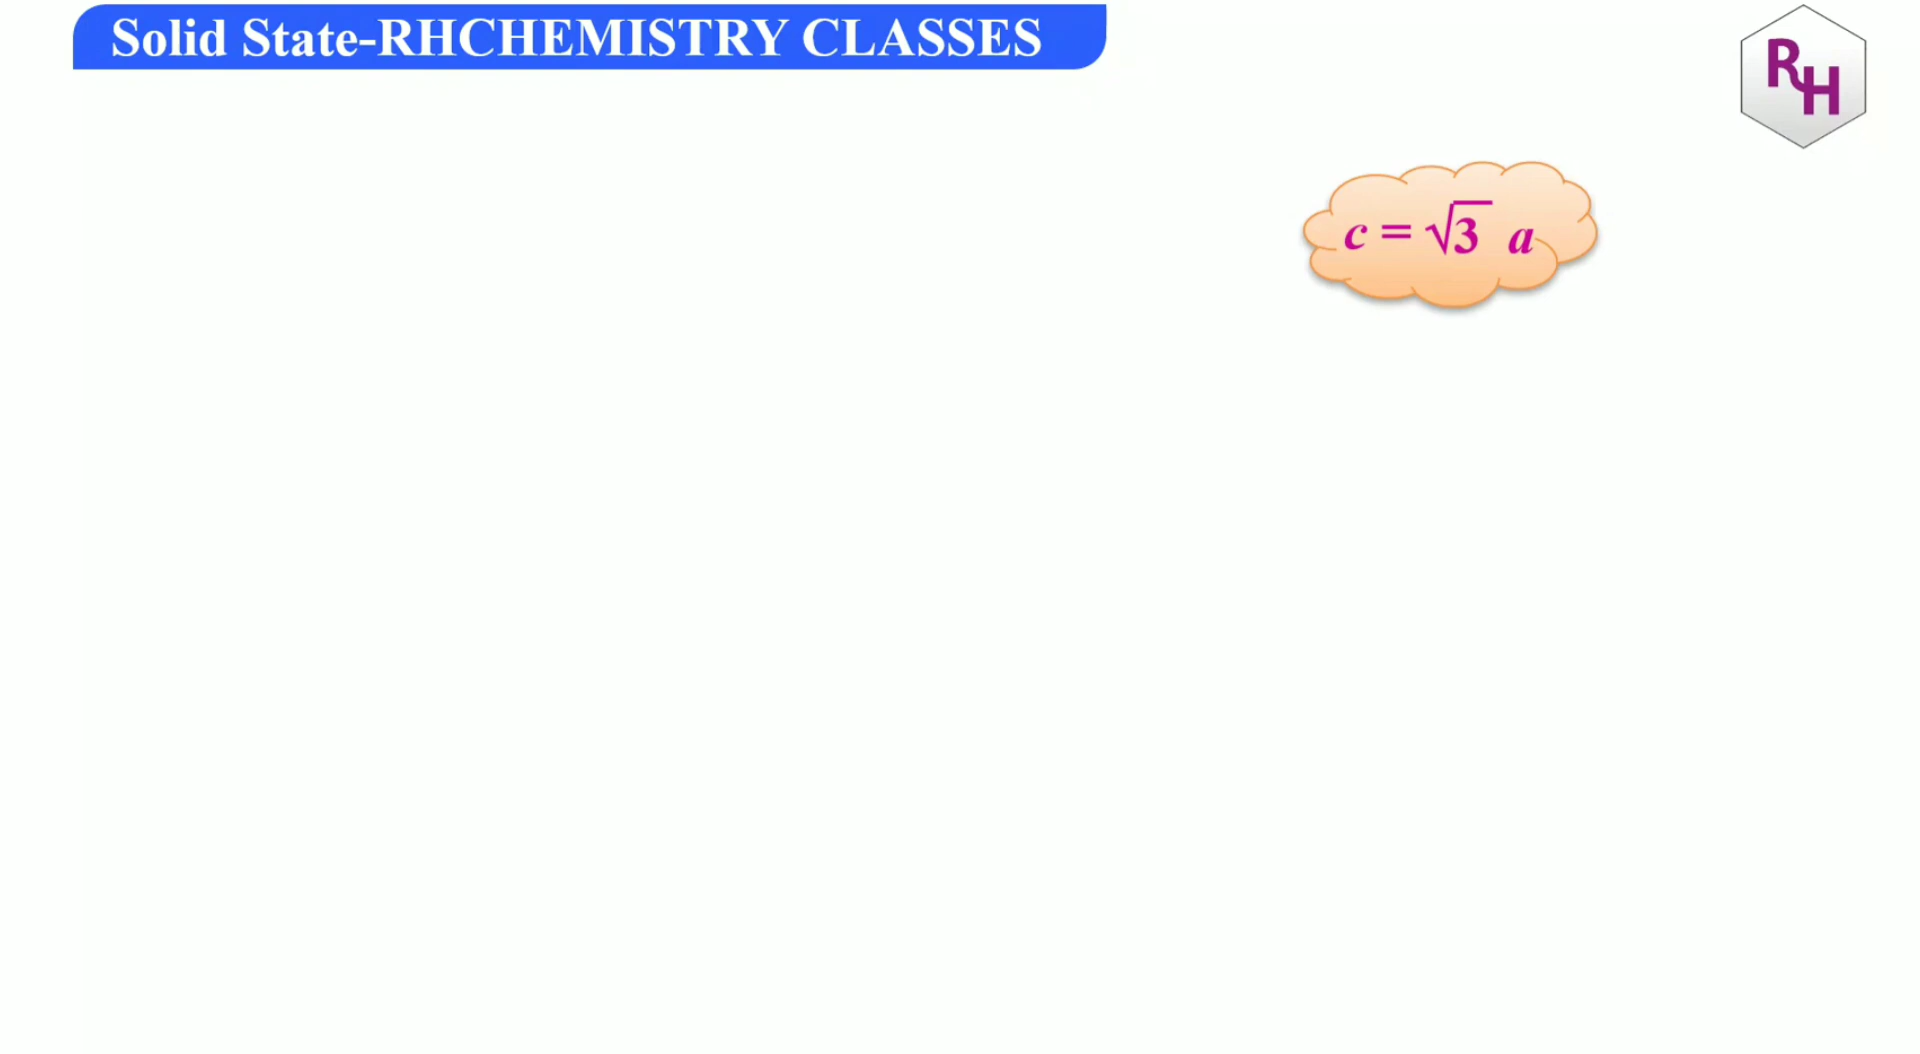 Solid State-RHCHEMISTRY CLASSES
RH
c = √3 a